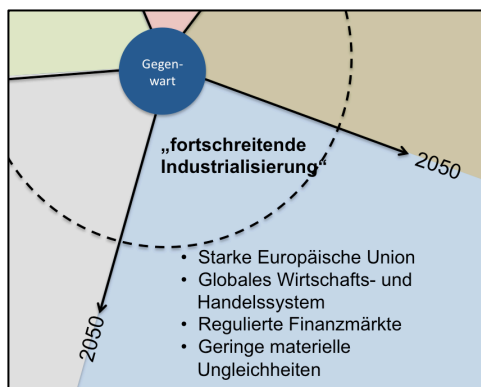 Gegen-
wart
„fortschreitende
Industrialisierung“
2050
2050
• Starke Europäische Union
• Globales Wirtschafts- und
Handelssystem
• Regulierte Finanzmärkte
• Geringe materielle
Ungleichheiten